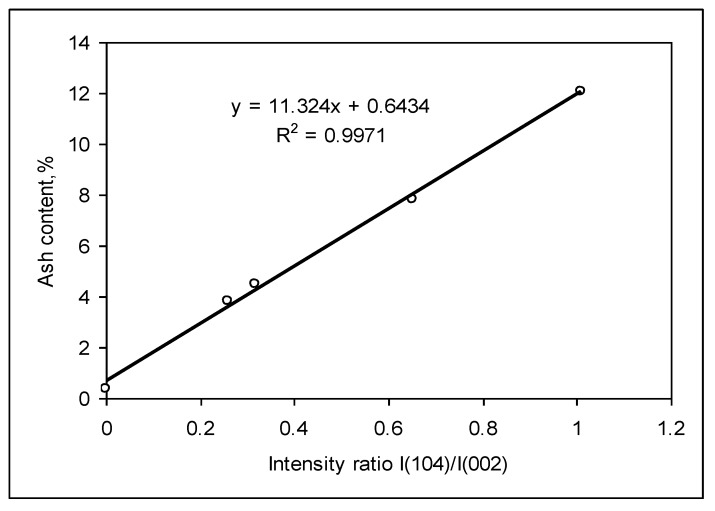 14
12
10
8
6
4
2
0
y = 11.324x + 0.6434
R² = 0.9971
Ash content,%
0 0.2 0.4 0.6 0.8 1 1.2
Intensity ratio I(104)/I(002)